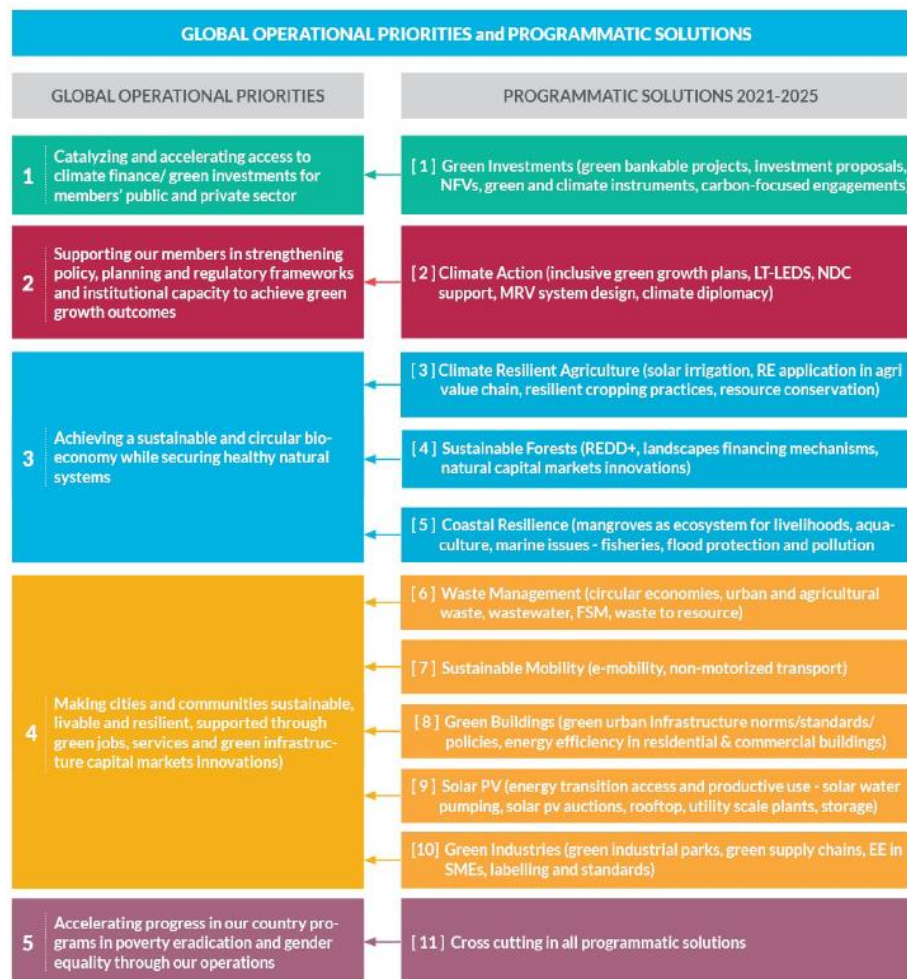 GLOBAL OPERATIONAL PRIORITIES and PROGRAMMATIC SOLUTIONS
GLOBAL OPERATIONAL PRIORITIES
PROGRAMMATIC SOLUTIONS 2021-2025
1
Catalyzing and accelerating access to
climate finance/ green investments for
members' public and private sector
[ 1 ] Green Investments (green bankable projects, investment proposals,
NFVs, green and climate instruments, carbon-focused engagements)
2
Supporting our members in strengthening
policy, planning and regulatory frameworks
and institutional capacity to achieve green
growth outcomes
[ 2 ] Climate Action (inclusive green growth plans, LT-LEDS, NDC
support, MRV system design, climate diplomacy)
3
Achieving a sustainable and circular bio-
economy while securing healthy natural
systems
[ 3 ] Climate Resilient Agriculture (solar irrigation, RE application in agri
value chain, resilient cropping practices, resource conservation)
[ 4 ] Sustainable Forests (REDD+, landscapes financing mechanisms,
natural capital markets innovations)
[ 5 ] Coastal Resilience (mangroves as ecosystem for livelihoods, aqua-
culture, marine issues - fisheries, flood protection and pollution
4
Making cities and communities sustainable,
livable and resilient, supported through
green jobs, services and green infrastruc-
ture capital markets innovations)
[ 6 ] Waste Management (circular economies, urban and agricultural
waste, wastewater, FSM, waste to resource)
[ 7 ] Sustainable Mobility (e-mobility, non-motorized transport)
[ 8 ] Green Buildings (green urban infrastructure norms/standards/
policies, energy efficiency in residential & commercial buildings)
[ 9 ] Solar PV (energy transition access and productive use - solar water
pumping, solar pv auctions, rooftop, utility scale plants, storage)
[10] Green Industries (green industrial parks, green supply chains, EE in
SMEs, labelling and standards)
5
Accelerating progress in our country pro-
grams in poverty eradication and gender
equality through our operations
[ 11 ] Cross cutting in all programmatic solutions